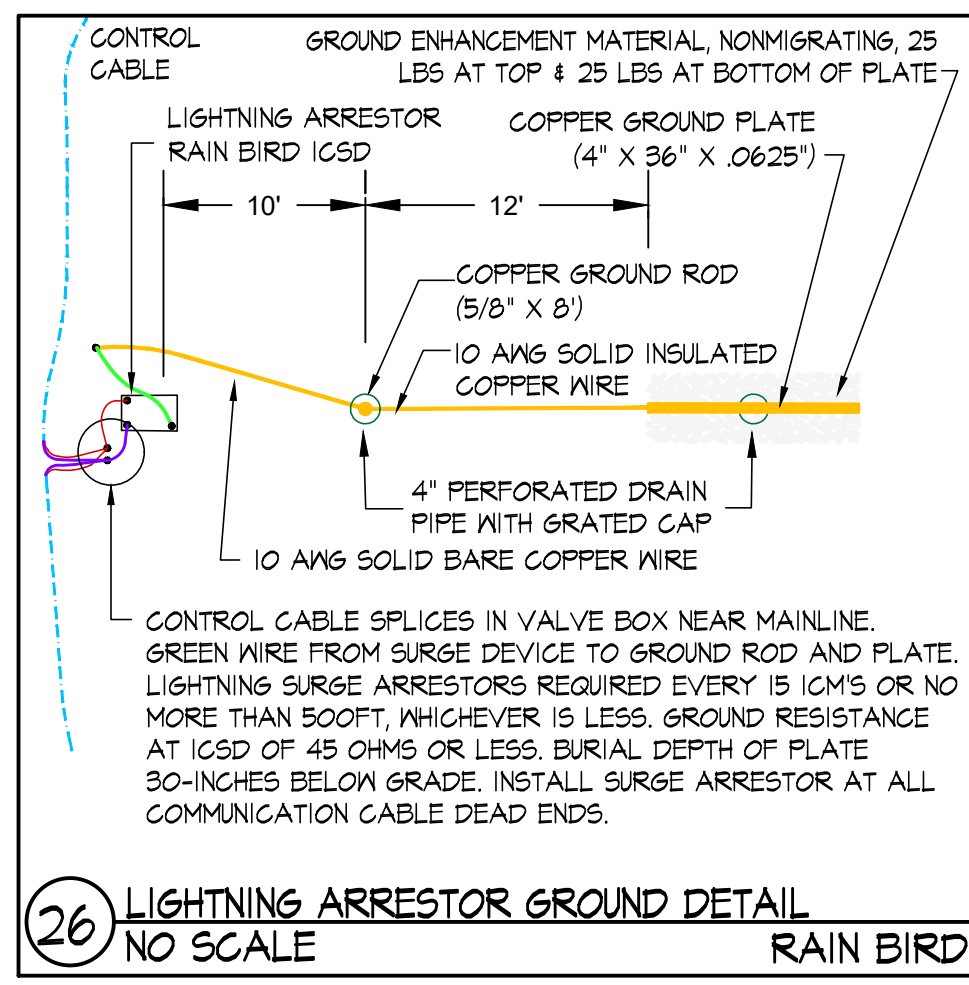 CONTROL
CABLE
GROUND ENHANCEMENT MATERIAL, NONMIGRATING, 25
LBS AT TOP & 25 LBS AT BOTTOM OF PLATE
LIGHTNING ARRESTOR
RAIN BIRD ICSD
COPPER GROUND PLATE
(4" X 36" X .0625")
10'
12'
COPPER GROUND ROD
(5/8" X 8')
10 AWG SOLID INSULATED
COPPER WIRE
4" PERFORATED DRAIN
PIPE WITH GRATED CAP
10 AWG SOLID BARE COPPER WIRE
CONTROL CABLE SPLICES IN VALVE BOX NEAR MAINLINE.
GREEN WIRE FROM SURGE DEVICE TO GROUND ROD AND PLATE.
LIGHTNING SURGE ARRESTORS REQUIRED EVERY 15 ICM'S OR NO
MORE THAN 500FT, WHICHEVER IS LESS. GROUND RESISTANCE
AT ICSD OF 45 OHMS OR LESS. BURIAL DEPTH OF PLATE
30-INCHES BELOW GRADE. INSTALL SURGE ARRESTOR AT ALL
COMMUNICATION CABLE DEAD ENDS.
26
LIGHTNING ARRESTOR GROUND DETAIL
NO SCALE
RAIN BIRD